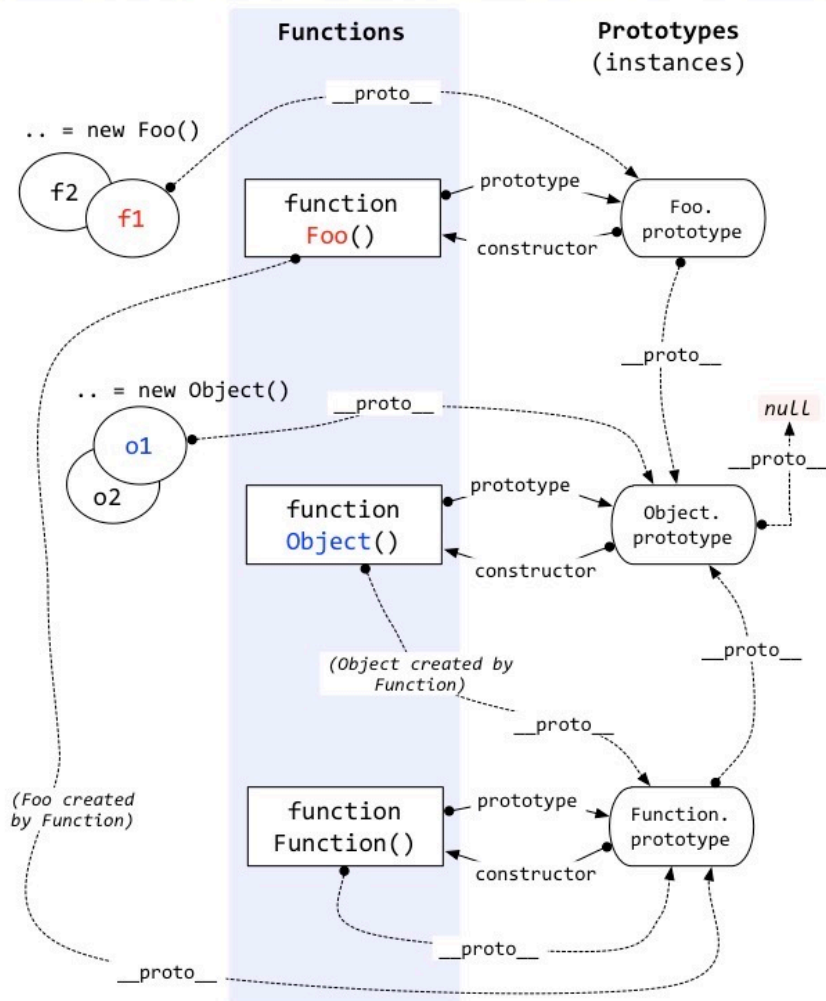 Functions
Prototypes
(instances)
__proto__
.. = new Foo()
f2
f1
function
Foo()
prototype
constructor
Foo.
prototype
__proto__
.. = new Object()
__proto__
null
__proto__
o1
o2
function
Object()
prototype
constructor
Object.
prototype
(Object created by
Function)
__proto__
__proto__
(Foo created
by Function)
function
Function()
prototype
constructor
Function.
prototype
__proto__
__proto__